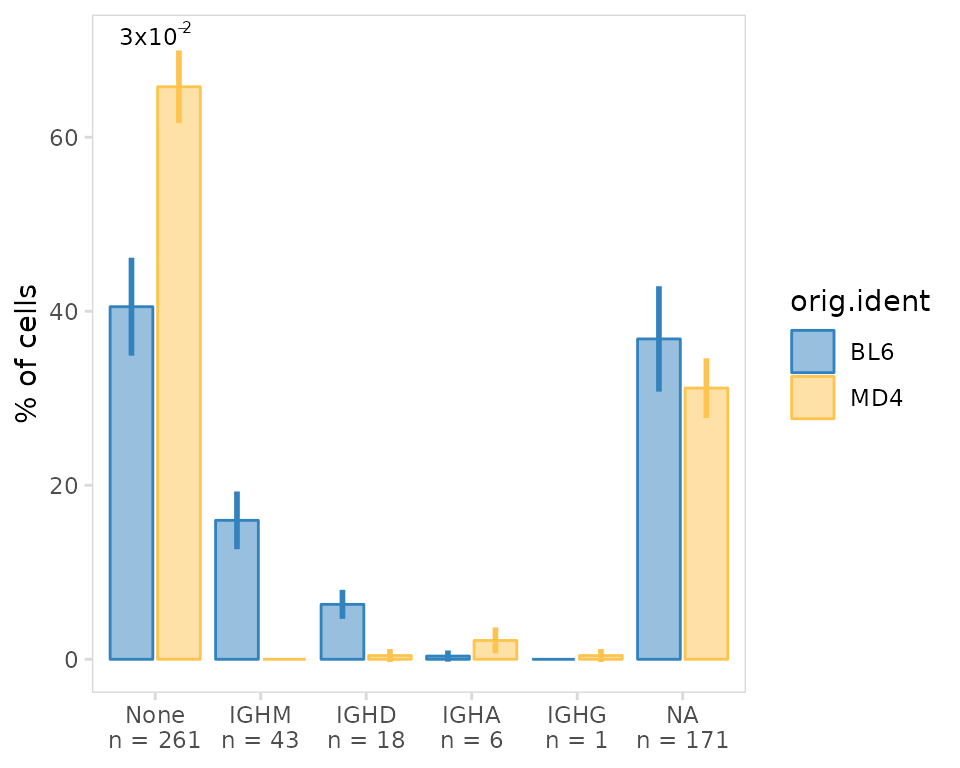 3x10⁻²
60
40
20
0
% of cells
None IGHM IGHD IGHA IGHG NA
n = 261 n = 43 n = 18 n = 6 n = 1 n = 171
orig.ident
BL6
MD4